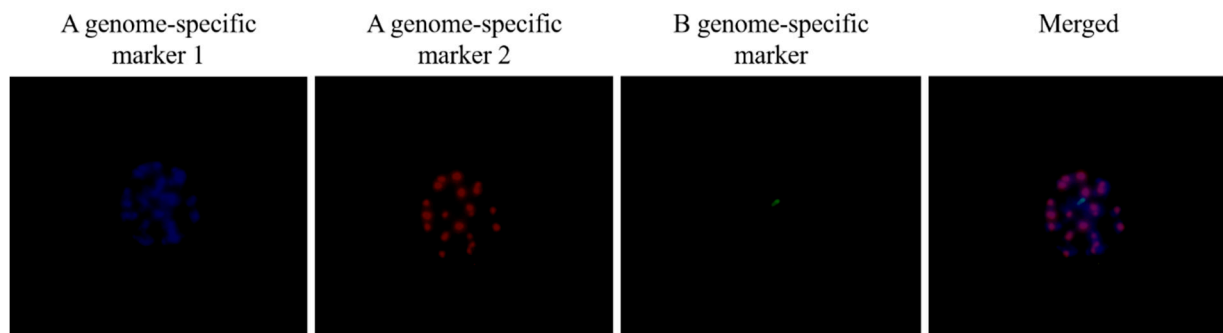 A genome-specific
marker 1
A genome-specific
marker 2
B genome-specific
marker
Merged